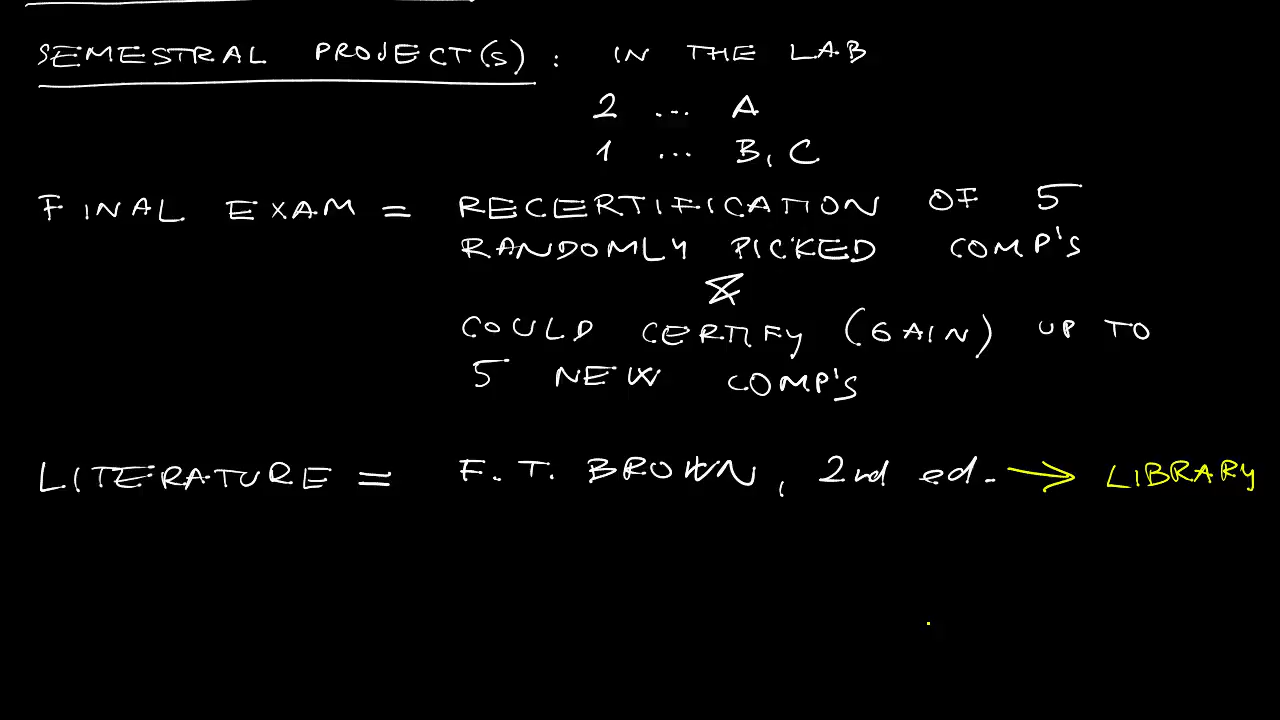 SEMESTRAL PROJECT(S) : IN THE LAB
2 ... A
1 ... B, C
FINAL EXAM = RECERTIFICATION OF 5
RANDOMLY PICKED COMP'S
&
COULD CERTIFY (GAIN) UP TO
5 NEW COMP'S
LITERATURE = F. T. BROWN, 2nd ed. → LIBRARY